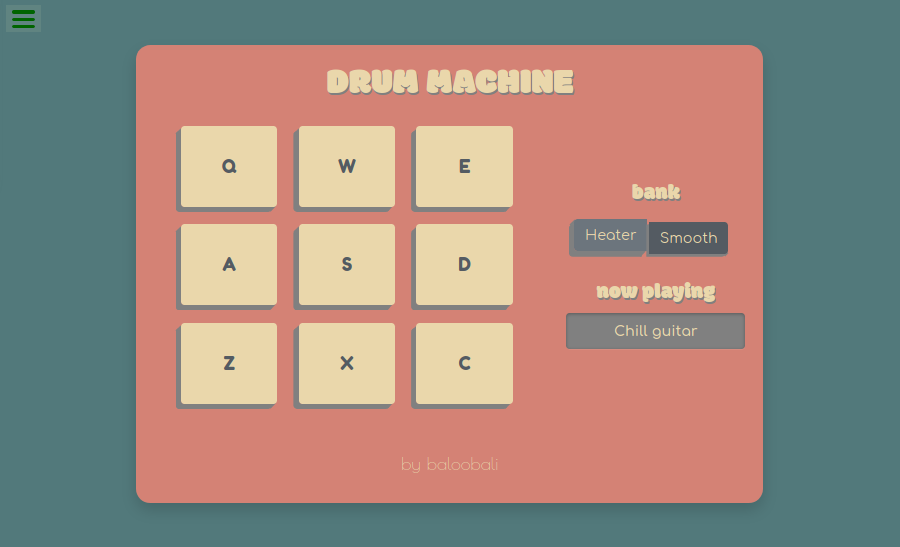 DRUM MACHINE
Q W E
A S D
Z X C
bank
Heater Smooth
now playing
Chill guitar
by baloobali